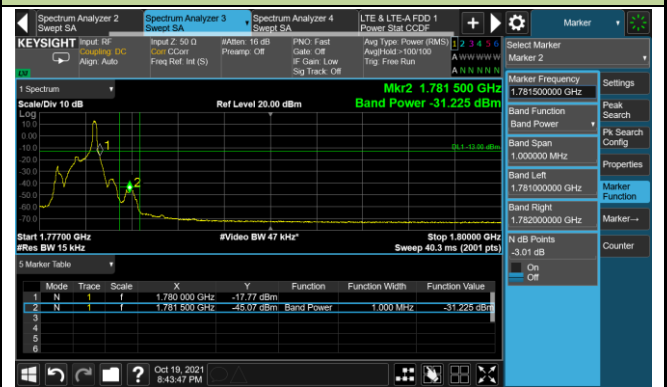 Spectrum Analyzer 2
Swept SA
Spectrum Analyzer 3
Swept SA
Spectrum Analyzer 4
Swept SA
LTE & LTE-A FDD 1
Power Stat CCDF
Marker
KEYSIGHT
Input: RF
Coupling: DC
Align: Auto
Input Z: 50 Ω
Corr CCorr
Freq Ref: Int (S)
#Atten: 16 dB
Preamp: Off
PNO: Fast
Gate: Off
IF Gain: Low
Sig Track: Off
Avg Type: Power (RMS)
Avg|Hold:>100/100
Trig: Free Run
1 2 3 4 5 6
A W W W W W
A N N N N N
LXI
Select Marker
Marker 2
1 Spectrum
Mkr2 1.781 500 GHz
Scale/Div 10 dB
Ref Level 20.00 dBm
Band Power -31.225 dBm
Log
10.0
0.00
-10.0
-20.0
-30.0
-40.0
-50.0
-60.0
-70.0
1
2
DL1 -13.00 dBm
Start 1.77700 GHz
#Video BW 47 kHz*
Stop 1.80000 GHz
#Res BW 15 kHz
Sweep 40.3 ms (2001 pts)
5 Marker Table
Mode Trace Scale X Y Function Function Width Function Value
1 N 1 f 1.780 000 GHz -17.77 dBm
2 N 1 f 1.781 500 GHz -45.07 dBm Band Power 1.000 MHz -31.225 dBm
3
4
5
6
Marker Frequency
1.781500000 GHz
Band Function
Band Power
Band Span
1.000000 MHz
Band Left
1.781000000 GHz
Band Right
1.782000000 GHz
N dB Points
-3.01 dB
On
Off
Settings
Peak
Search
Pk Search
Config
Properties
Marker
Function
Marker→
Counter
Oct 19, 2021
8:43:47 PM